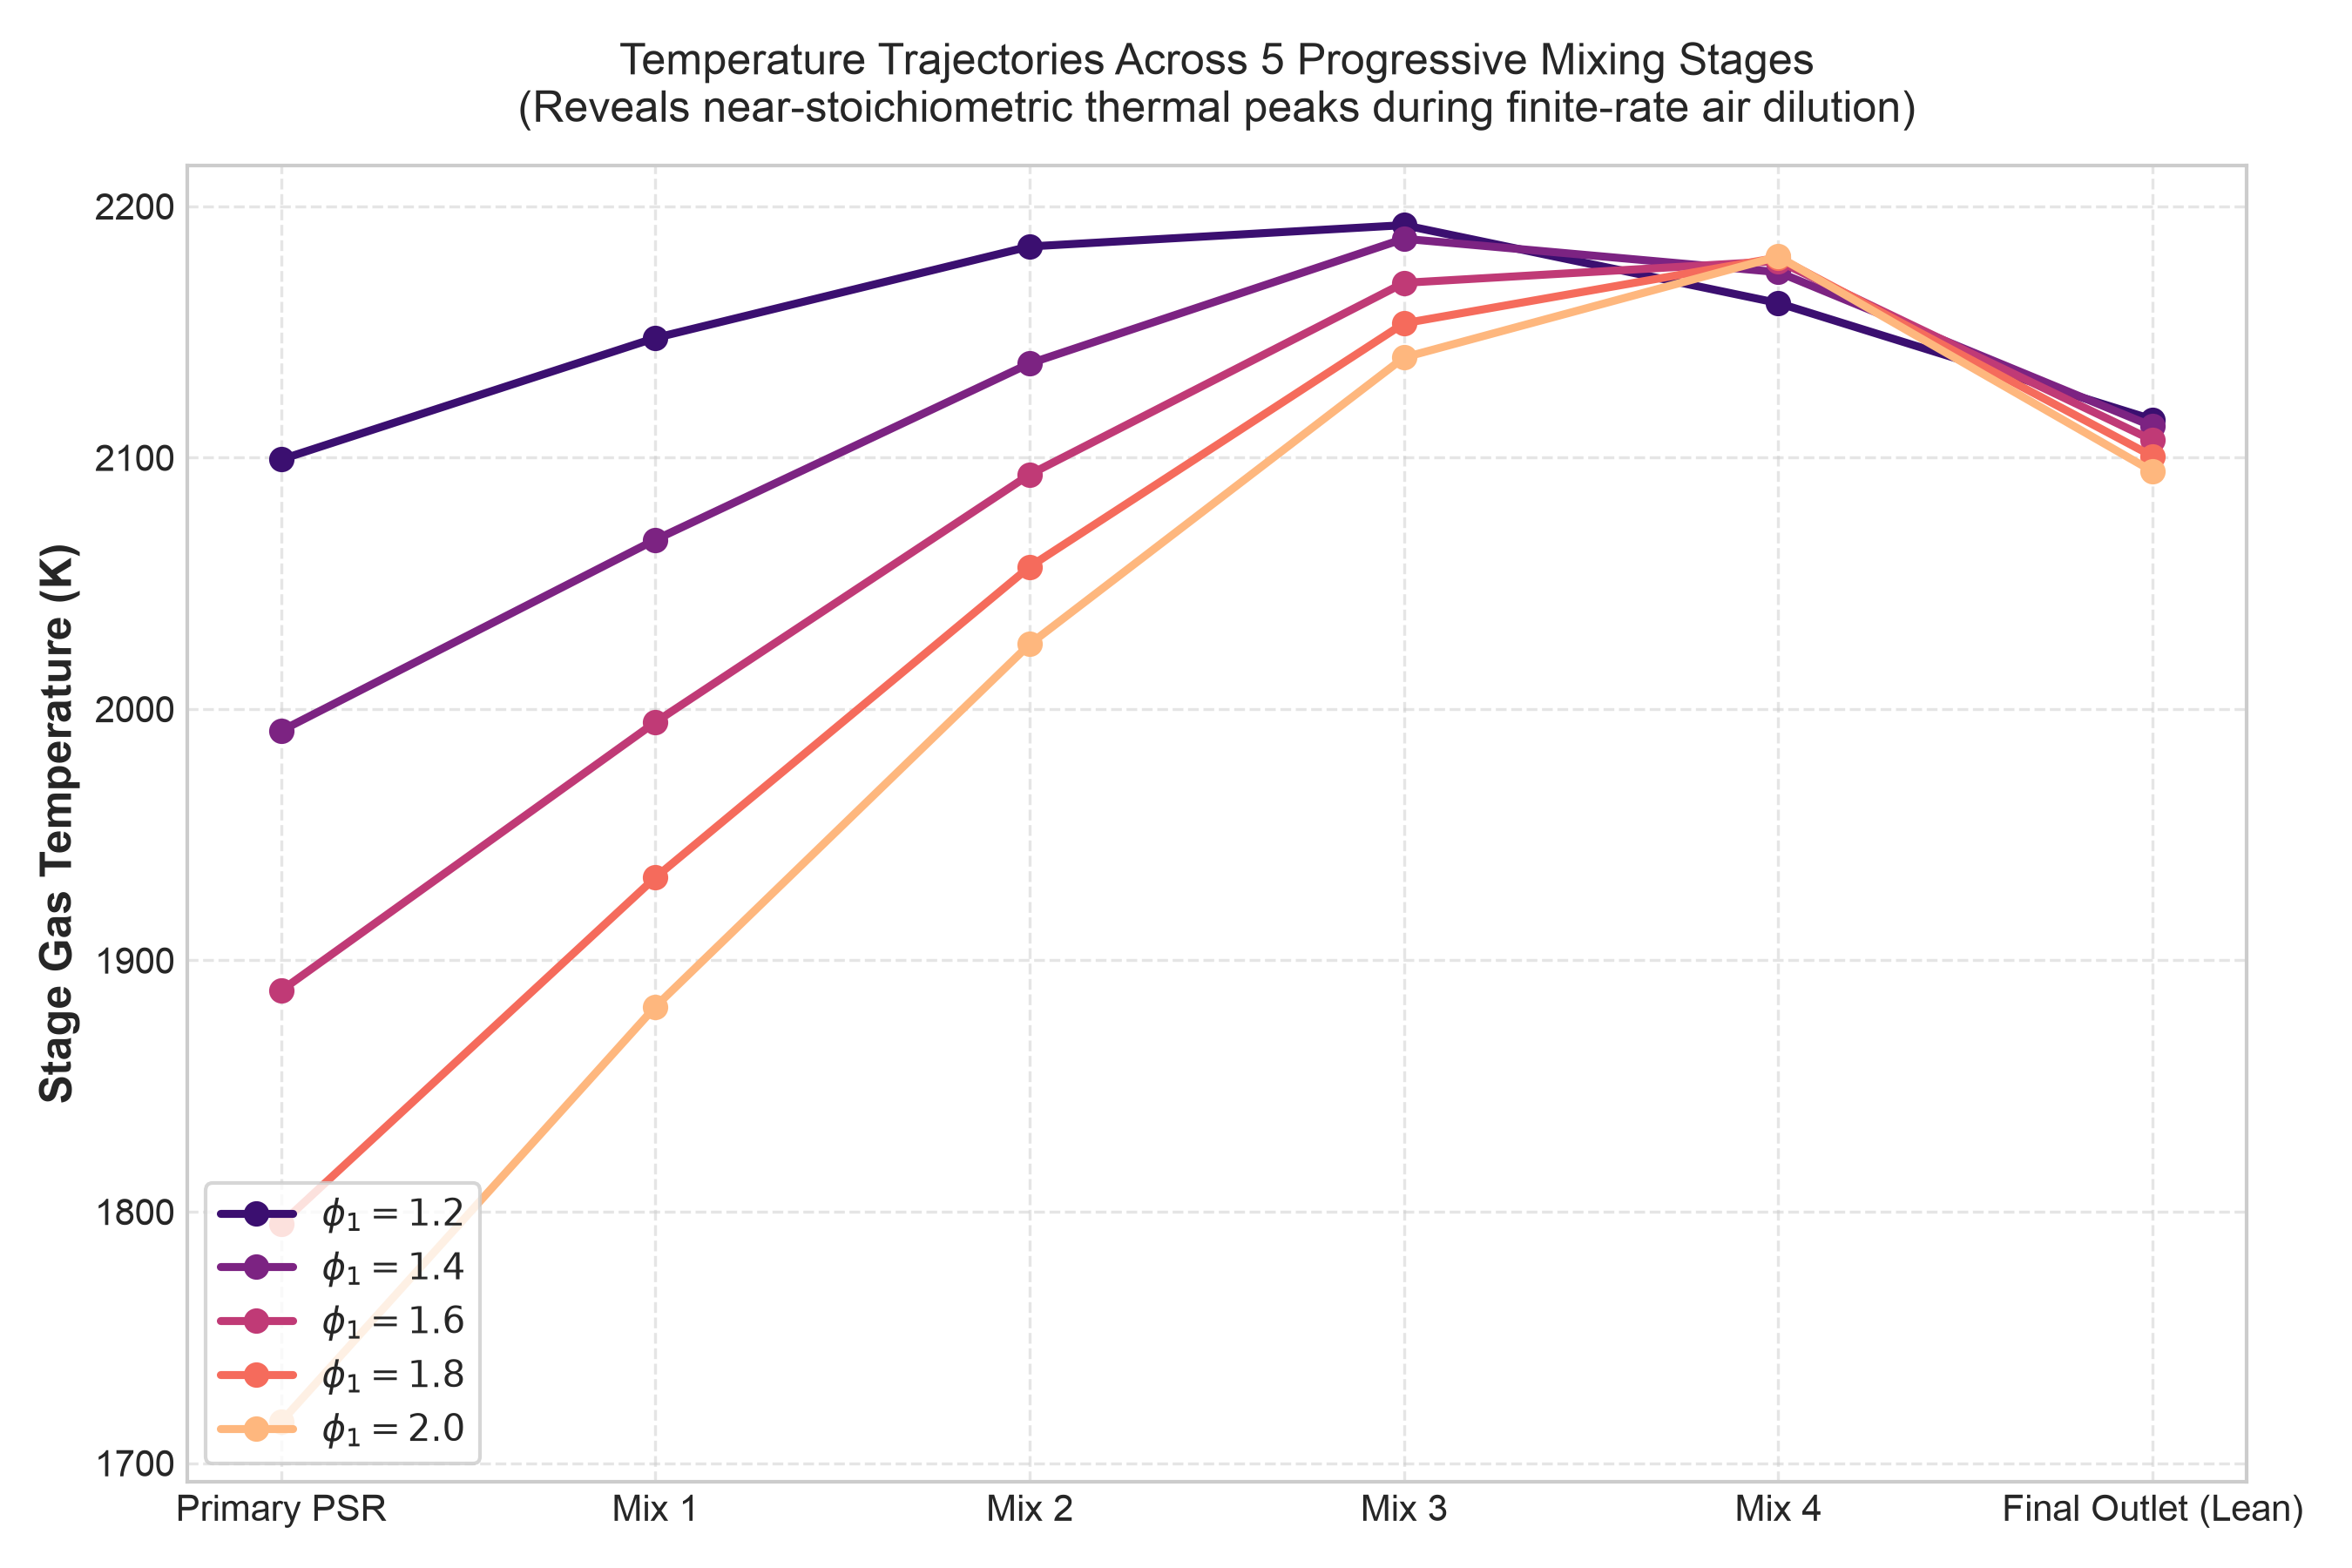 Temperature Trajectories Across 5 Progressive Mixing Stages
(Reveals near-stoichiometric thermal peaks during finite-rate air dilution)
Stage Gas Temperature (K)
2200
2100
2000
1900
1800
1700
ϕ₁ = 1.2
ϕ₁ = 1.4
ϕ₁ = 1.6
ϕ₁ = 1.8
ϕ₁ = 2.0
Primary PSR Mix 1 Mix 2 Mix 3 Mix 4 Final Outlet (Lean)